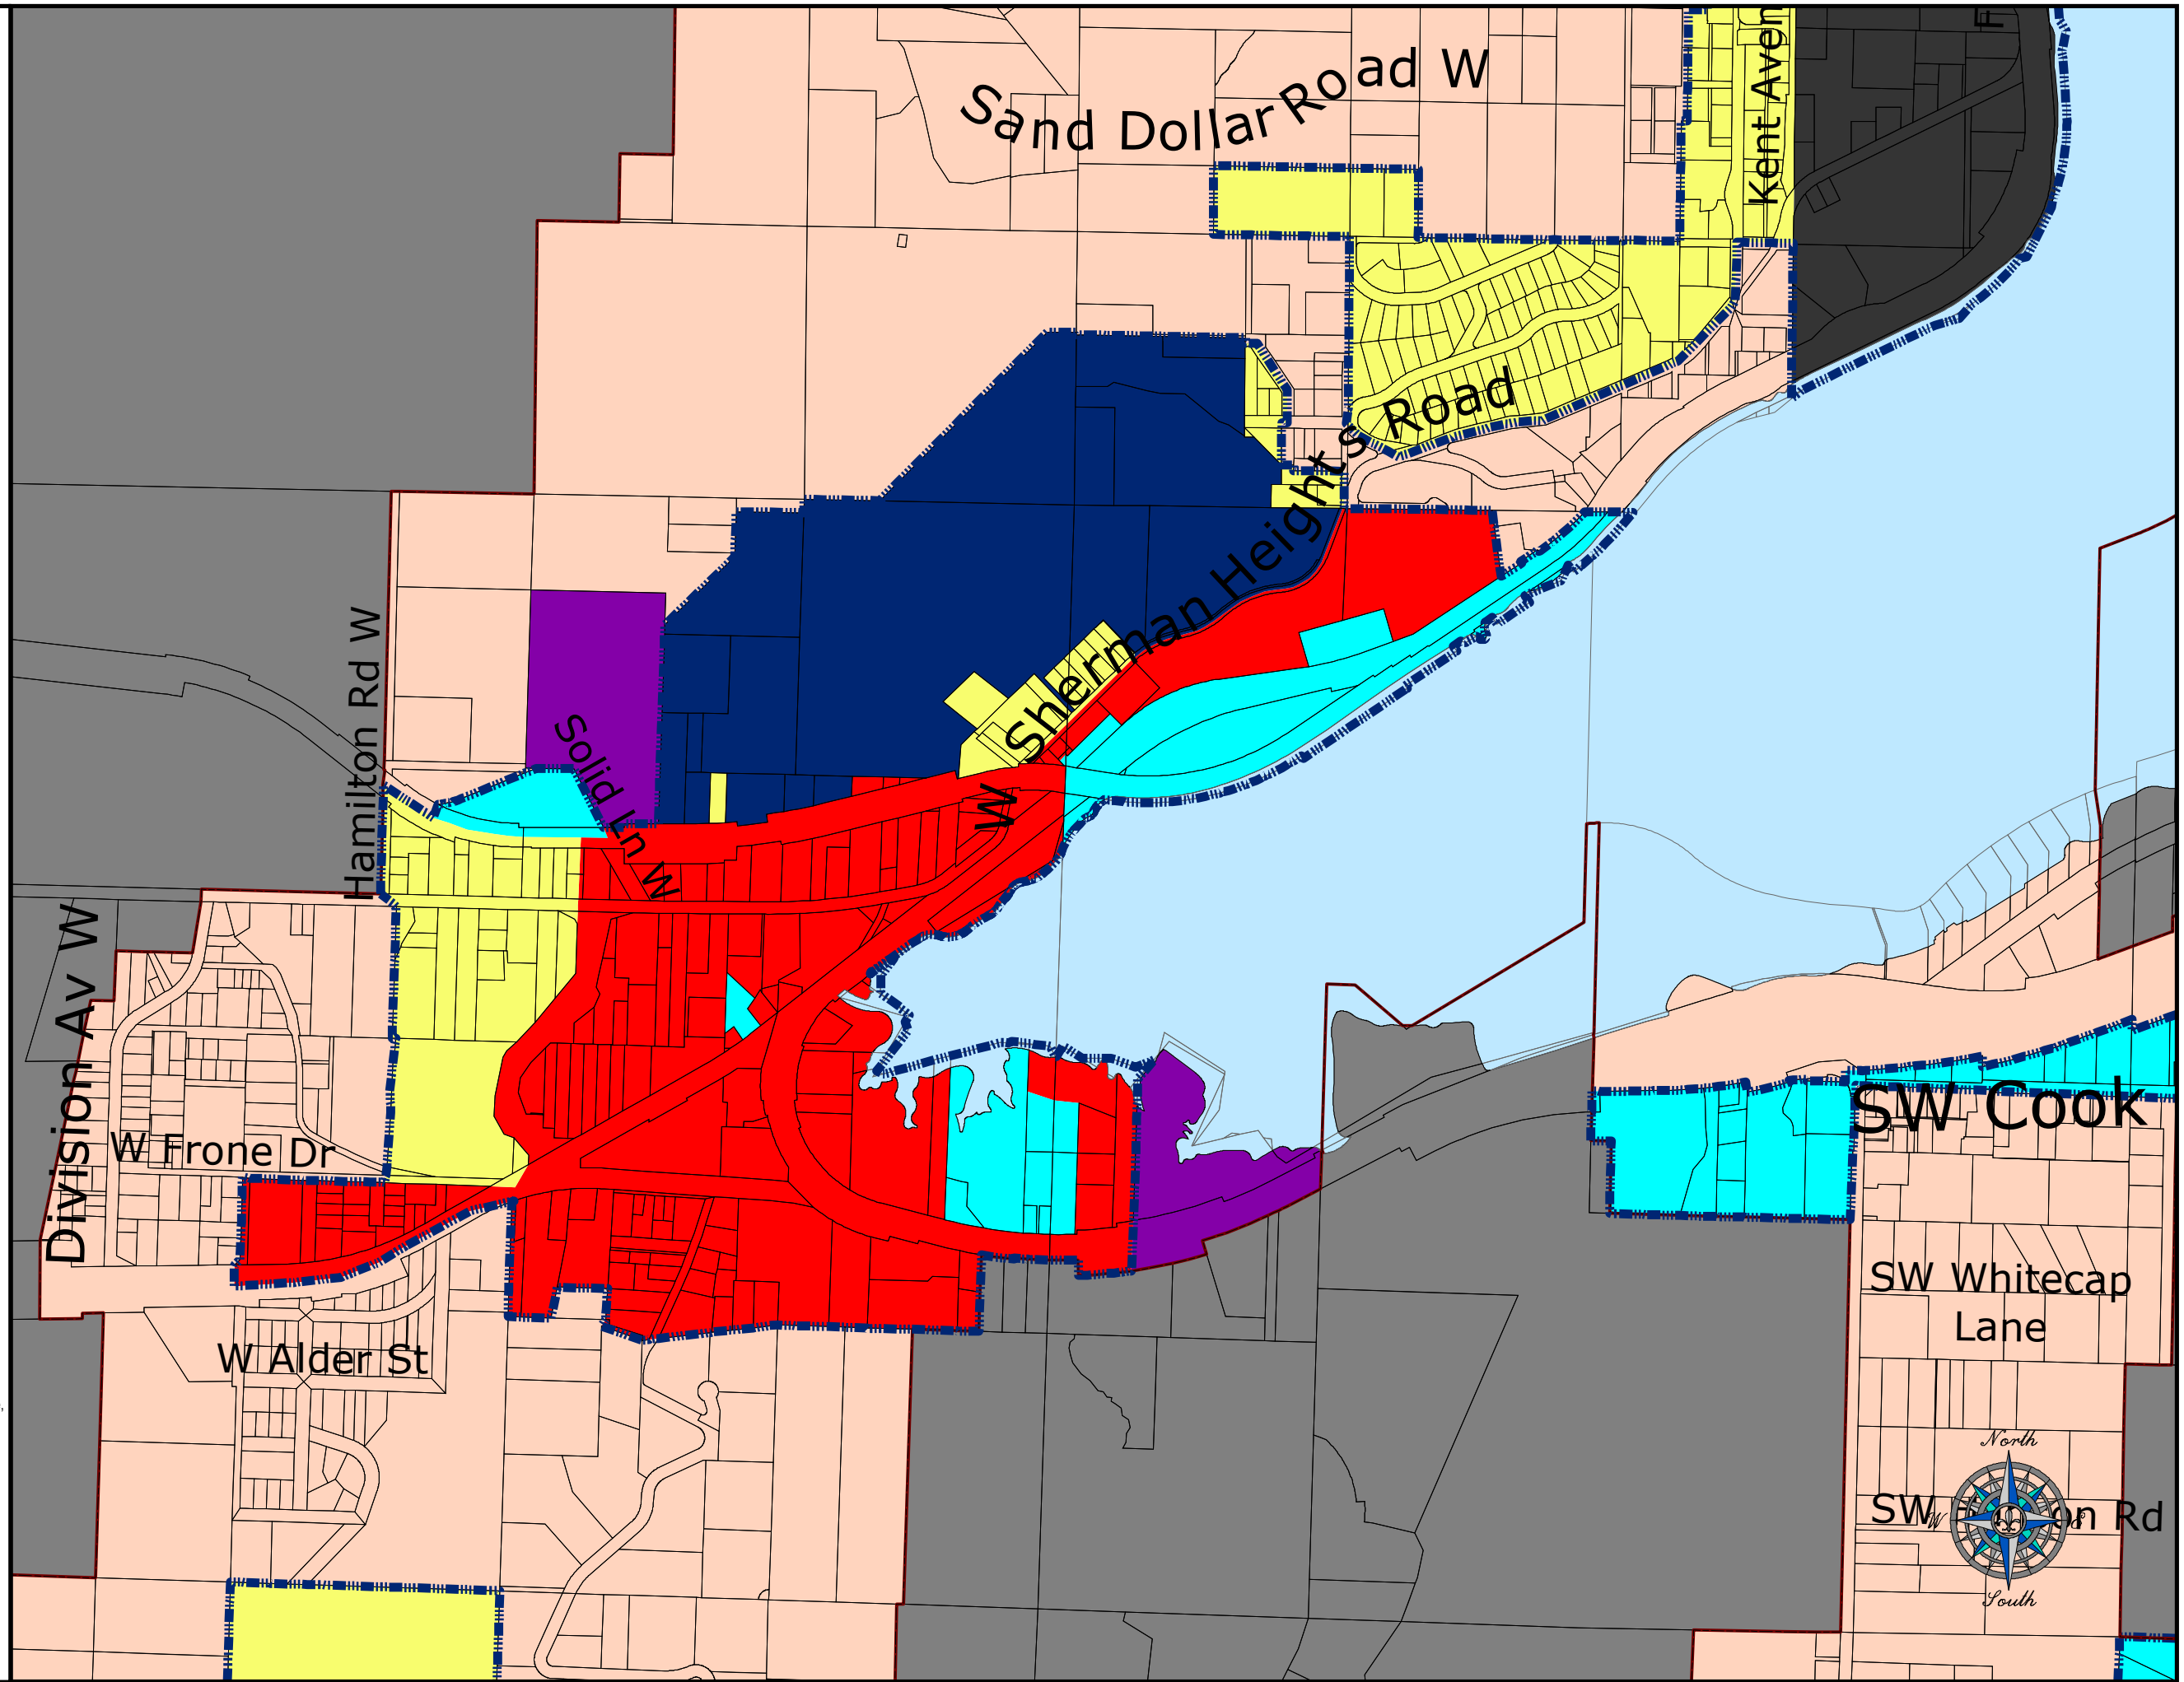 Sand Dollar Road W
Kent Aven
F
W Sherman Heights Road
Hamilton Rd W
Solid Ln W
Division Av W
W Frone Dr
W Alder St
SW Cook
SW Whitecap
Lane
North
SW on Rd
W
South